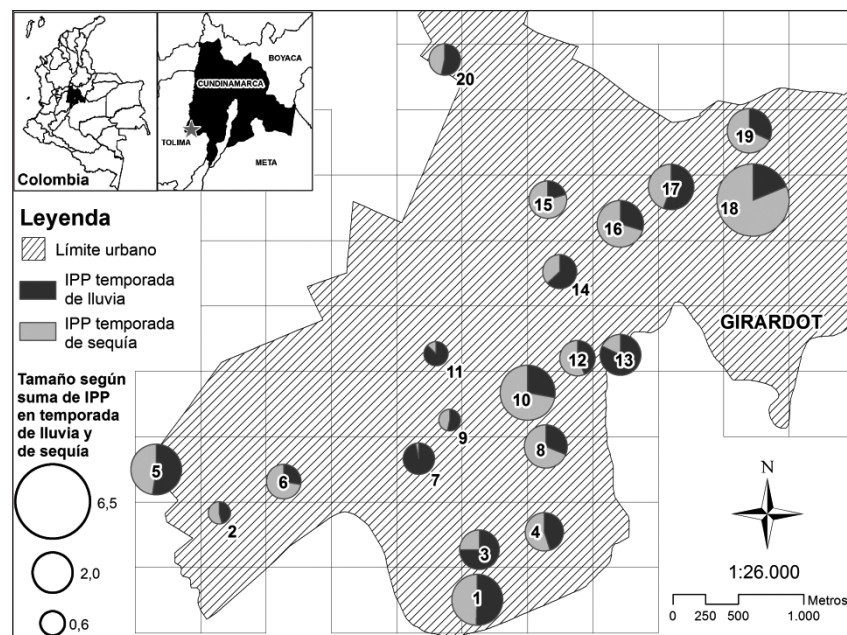 Colombia
BOYACA
CUNDINAMARCA
TOLIMA
META
Leyenda
Límite urbano
IPP temporada
de lluvia
IPP temporada
de sequía
Tamaño según
suma de IPP
en temporada
de lluvia y
de sequía
6,5
2,0
0,6
20
19
17
18
15
16
14
GIRARDOT
12
13
11
10
9
8
7
5
6
2
4
3
1
N
1:26.000
Metros
0 250 500 1.000